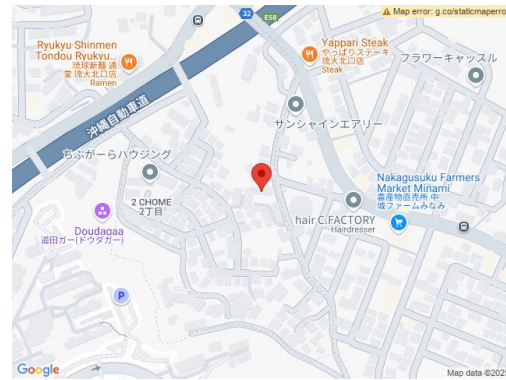 Map error: g.co/staticmaperro
32
E58
Ryukyu Shinmen
Tondou Ryukyu...
琉球新麺 通
堂 琉大北口店
Ramen
Yappari Steak
やっぱりステーキ
琉大北口店
Steak
フラワーキャッスル
沖縄自動車道
サンシャインエアリー
ちぶがーらハウジング
Nakagusuku Farmers
Market Minami
農産物直売所 中
城ファームみなみ
2 CHOME
2丁目
hair C.FACTORY
Hairdresser
Doudagaa
道田ガー(ドウダガー)
P
Google
Map data ©2025